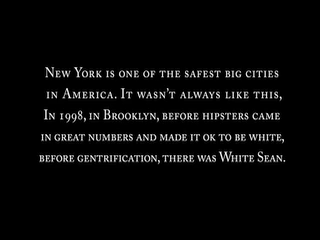 New York is one of the safest big cities
in America. It wasn't always like this,
In 1998, in Brooklyn, before hipsters came
in great numbers and made it ok to be white,
before gentrification, there was White Sean.